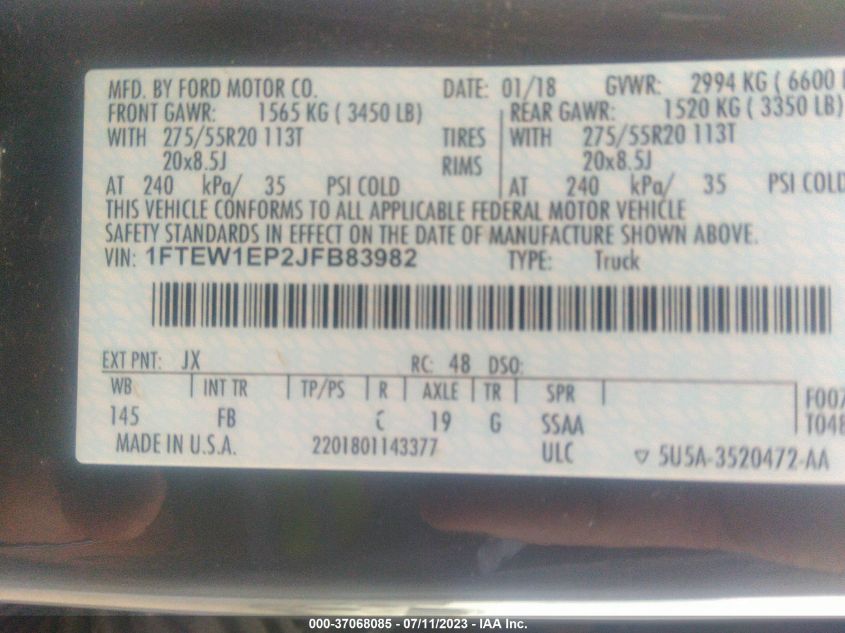 MFD. BY FORD MOTOR CO. DATE: 01/18 GVWR: 2994 KG ( 6600
FRONT GAWR: 1565 KG ( 3450 LB) REAR GAWR: 1520 KG ( 3350 LB)
WITH 275/55R20 113T TIRES WITH 275/55R20 113T
20x8.5J RIMS 20x8.5J
AT 240 kPa/ 35 PSI COLD AT 240 kPa/ 35 PSI COLD
THIS VEHICLE CONFORMS TO ALL APPLICABLE FEDERAL MOTOR VEHICLE
SAFETY STANDARDS IN EFFECT ON THE DATE OF MANUFACTURE SHOWN ABOVE.
VIN: 1FTEW1EP2JFB83982 TYPE: Truck
EXT PNT: JX RC: 48 DSO:
WB INT TR TP/PS R AXLE TR SPR
145 FB C 19 G SSAA
F007
T048
MADE IN U.S.A. 2201801143377 ULC ▽ 5U5A-3520472-AA
000-37068085 - 07/11/2023 - IAA Inc.